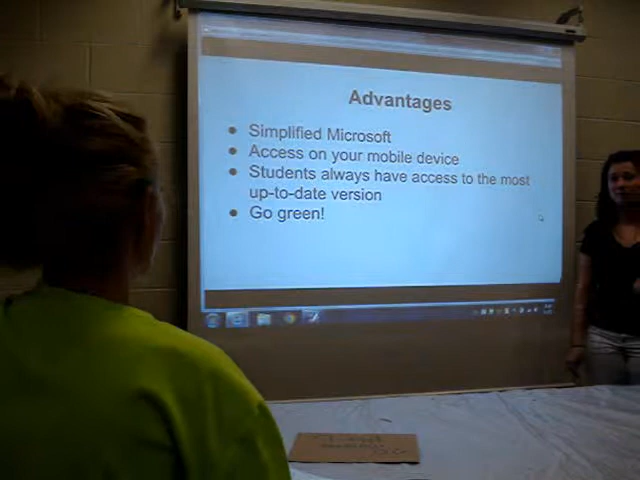 Advantages
Simplified Microsoft
Access on your mobile device
Students always have access to the most
up-to-date version
Go green!